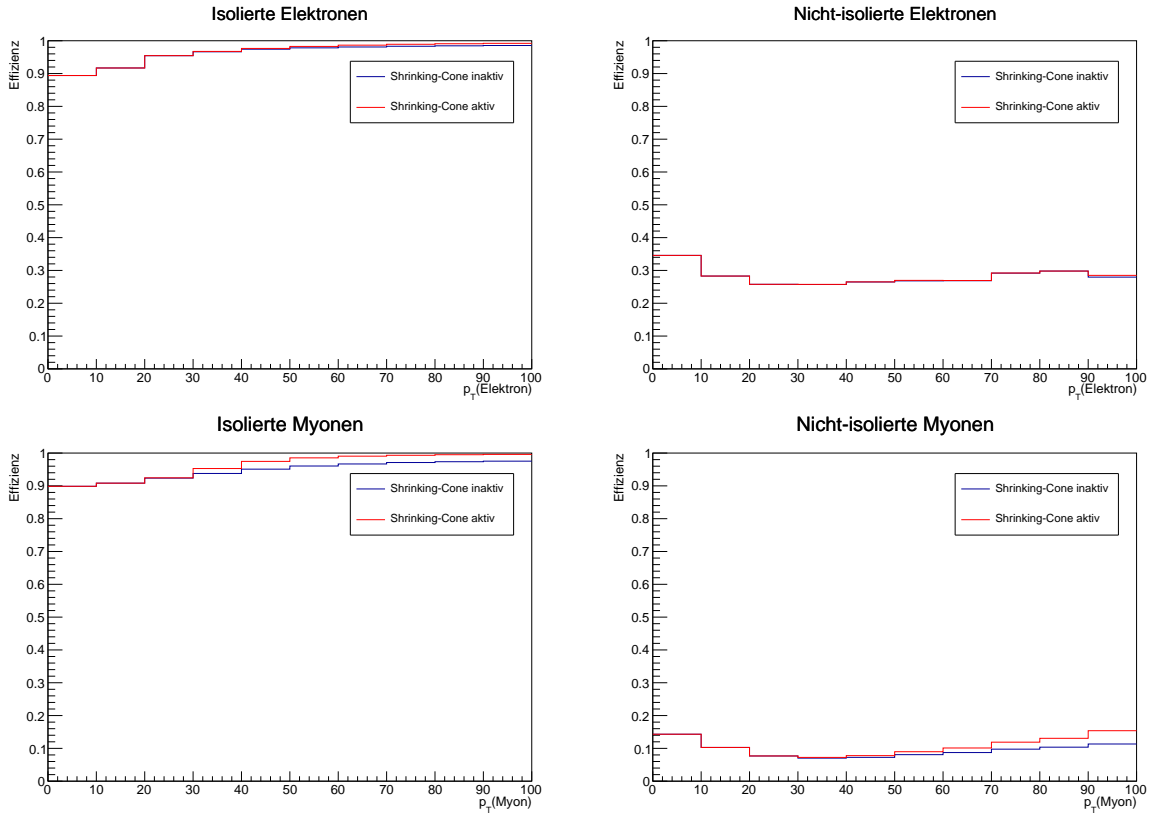 Isolierte Elektronen
Effizienz
1
0.9
0.8
0.7
0.6
0.5
0.4
0.3
0.2
0.1
0
Shrinking-Cone inaktiv
Shrinking-Cone aktiv
0 10 20 30 40 50 60 70 80 90 100
p_T(Elektron)
Nicht-isolierte Elektronen
Effizienz
1
0.9
0.8
0.7
0.6
0.5
0.4
0.3
0.2
0.1
0
Shrinking-Cone inaktiv
Shrinking-Cone aktiv
0 10 20 30 40 50 60 70 80 90 100
p_T(Elektron)
Isolierte Myonen
Effizienz
1
0.9
0.8
0.7
0.6
0.5
0.4
0.3
0.2
0.1
0
Shrinking-Cone inaktiv
Shrinking-Cone aktiv
0 10 20 30 40 50 60 70 80 90 100
p_T(Myon)
Nicht-isolierte Myonen
Effizienz
1
0.9
0.8
0.7
0.6
0.5
0.4
0.3
0.2
0.1
0
Shrinking-Cone inaktiv
Shrinking-Cone aktiv
0 10 20 30 40 50 60 70 80 90 100
p_T(Myon)